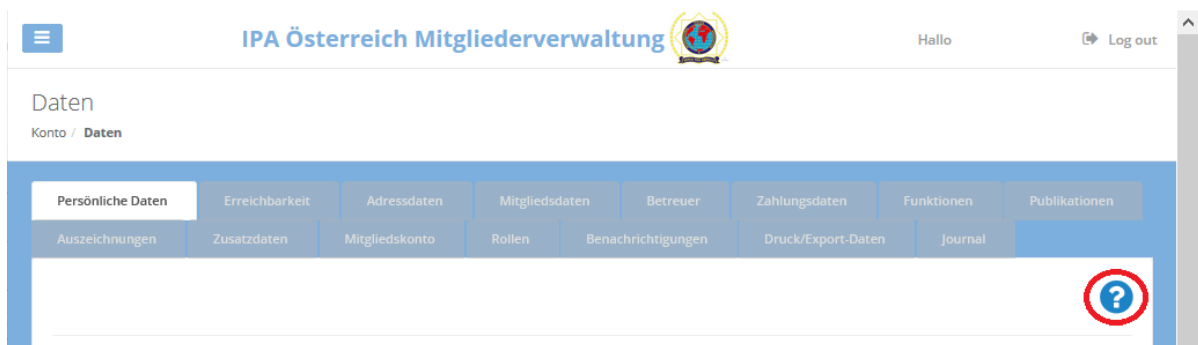 IPA Österreich Mitgliederverwaltung
Hallo
Log out
Daten
Konto / Daten
Persönliche Daten Erreichbarkeit Adressdaten Mitgliedsdaten Betreuer Zahlungsdaten Funktionen Publikationen
Auszeichnungen Zusatzdaten Mitgliedskonto Rollen Benachrichtigungen Druck/Export-Daten Journal
?